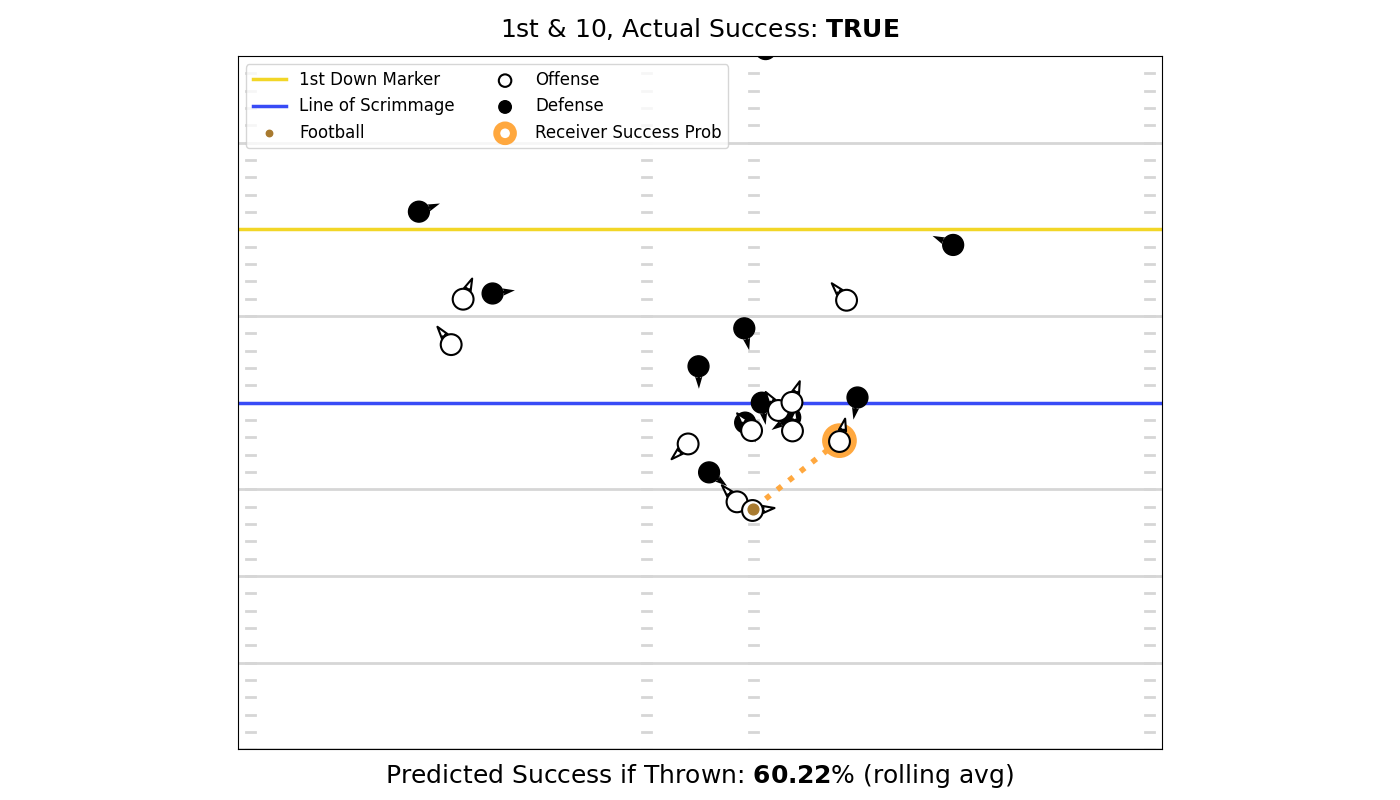 1st & 10, Actual Success: TRUE
1st Down Marker
Line of Scrimmage
Football
Offense
Defense
Receiver Success Prob
Predicted Success if Thrown: 60.22% (rolling avg)